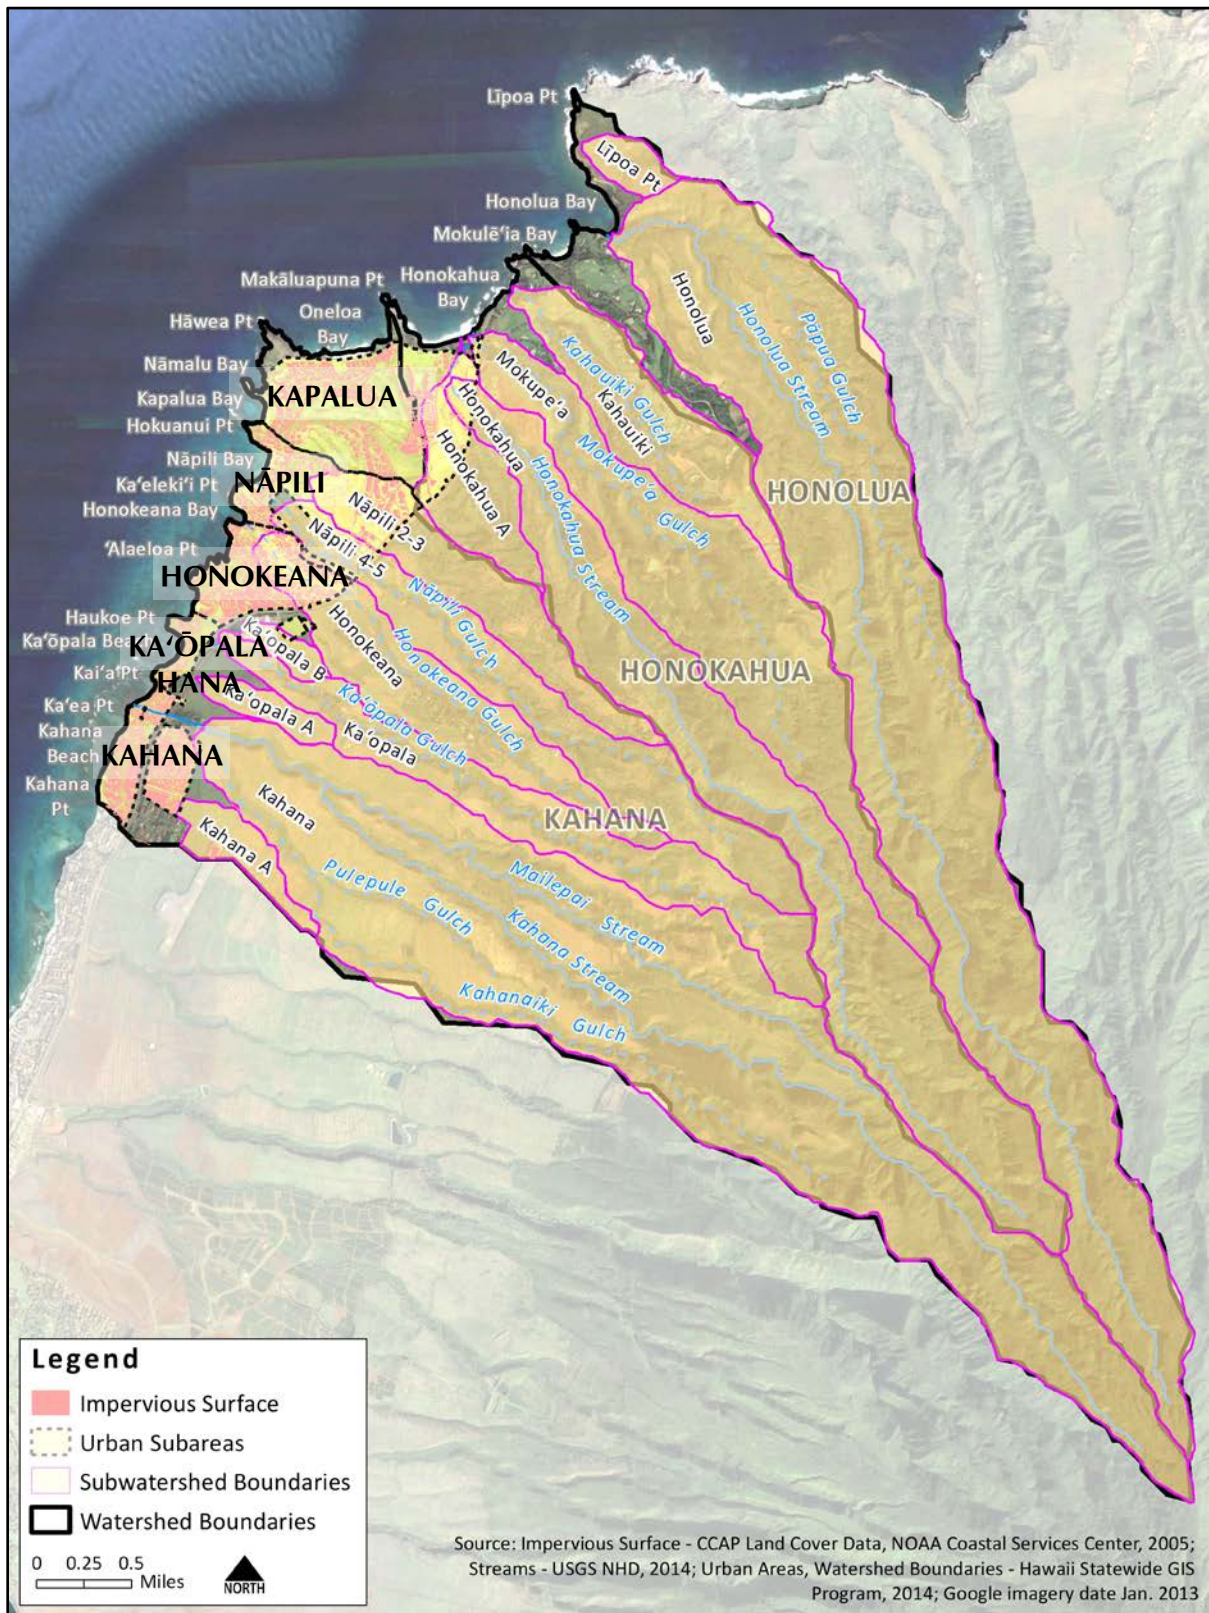 Līpoa Pt
Līpoa Pt
Honolua Bay
Mokulē‘ia Bay
Makāluapuna Pt
Honokahua
Bay
Oneloa
Bay
Hāwea Pt
Nāmalu Bay
Kapalua Bay
Hokuanui Pt
Nāpili Bay
Ka‘eleki‘i Pt
Honokeana Bay
‘Alaeloa Pt
Haukoe Pt
Ka‘ōpala Beach
Kai‘a Pt
Ka‘ea Pt
Kahana
Beach
Kahana
Pt
KAPALUA
NĀPILI
HONOKEANA
KA‘ŌPALA
HANA
KAHANA
Honolua
Honolua Stream
Pāpua Gulch
Kahauiki Gulch
Kahauiki
Mokupe‘a
Mokupe‘a Gulch
Honokahua
Honokahua Stream
Honokahua A
HONOLUA
HONOKAHUA
KAHANA
Nāpili 2-3
Nāpili 4-5
Nāpili Gulch
Honokeana
Honokeana Gulch
Ka‘ōpala B
Ka‘ōpala Gulch
Ka‘opala A
Ka‘opala
Kahana
Kahana A
Pulepule Gulch
Mailepai Stream
Kahana Stream
Kahanaiki Gulch
Legend
Impervious Surface
Urban Subareas
Subwatershed Boundaries
Watershed Boundaries
0 0.25 0.5
Miles
NORTH
Source: Impervious Surface - CCAP Land Cover Data, NOAA Coastal Services Center, 2005;
Streams - USGS NHD, 2014; Urban Areas, Watershed Boundaries - Hawaii Statewide GIS
Program, 2014; Google imagery date Jan. 2013